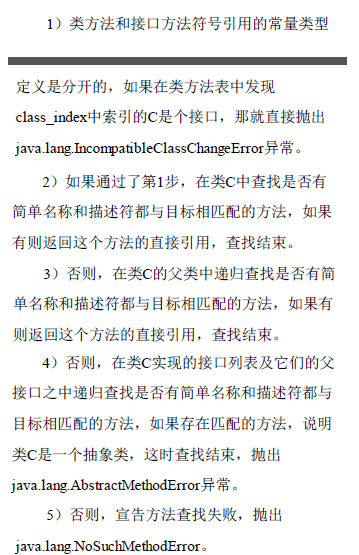 1）类方法和接口方法符号引用的常量类型
定义是分开的，如果在类方法表中发现
class_index中索引的C是个接口，那就直接抛出
java.lang.IncompatibleClassChangeError异常。
2）如果通过了第1步，在类C中查找是否有
简单名称和描述符都与目标相匹配的方法，如果
有则返回这个方法的直接引用，查找结束。
3）否则，在类C的父类中递归查找是否有简
单名称和描述符都与目标相匹配的方法，如果有
则返回这个方法的直接引用，查找结束。
4）否则，在类C实现的接口列表及它们的父
接口之中递归查找是否有简单名称和描述符都与
目标相匹配的方法，如果存在匹配的方法，说明
类C是一个抽象类，这时查找结束，抛出
java.lang.AbstractMethodError异常。
5）否则，宣告方法查找失败，抛出
java.lang.NoSuchMethodError。